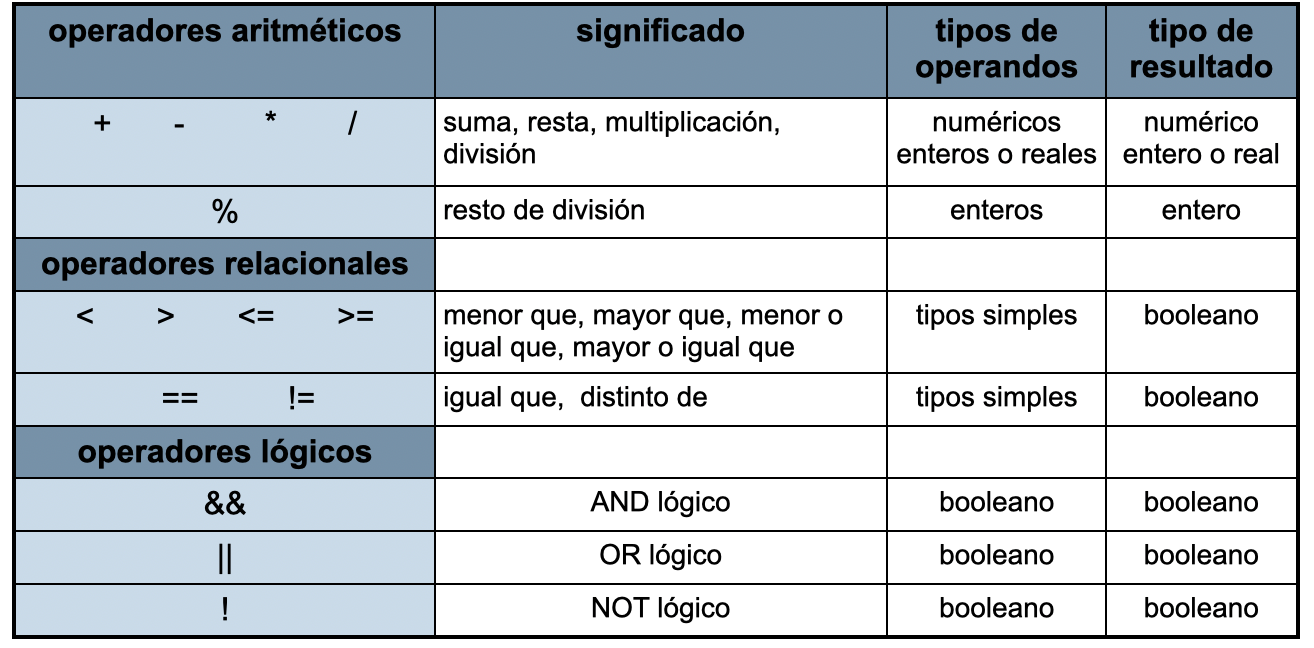 operadores aritméticos significado tipos de operandos tipo de resultado
+ - * / suma, resta, multiplicación, división numéricos enteros o reales numérico entero o real
% resto de división enteros entero
operadores relacionales
< > <= >= menor que, mayor que, menor o igual que, mayor o igual que tipos simples booleano
== != igual que, distinto de tipos simples booleano
operadores lógicos
&& AND lógico booleano booleano
|| OR lógico booleano booleano
! NOT lógico booleano booleano